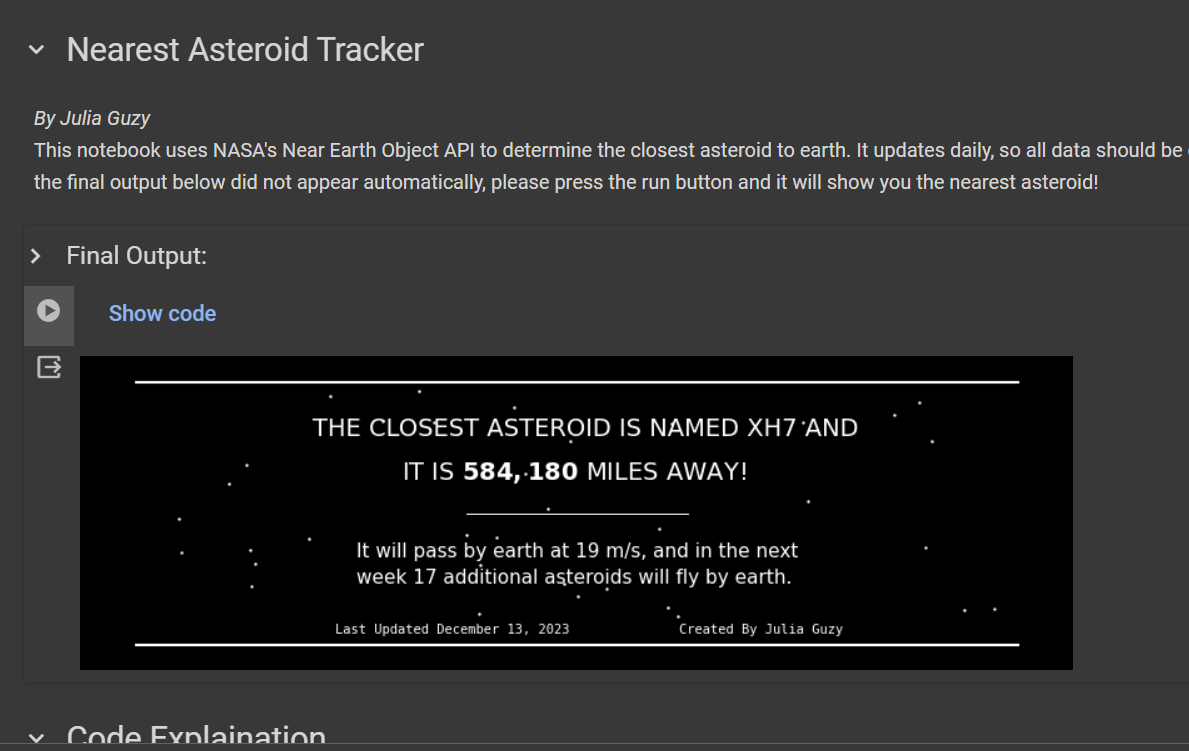 Nearest Asteroid Tracker
By Julia Guzy
This notebook uses NASA's Near Earth Object API to determine the closest asteroid to earth. It updates daily, so all data should be
the final output below did not appear automatically, please press the run button and it will show you the nearest asteroid!
Final Output:
Show code
THE CLOSEST ASTEROID IS NAMED XH7 AND
IT IS 584, 180 MILES AWAY!
It will pass by earth at 19 m/s, and in the next
week 17 additional asteroids will fly by earth.
Last Updated December 13, 2023 Created By Julia Guzy
Code Explaination